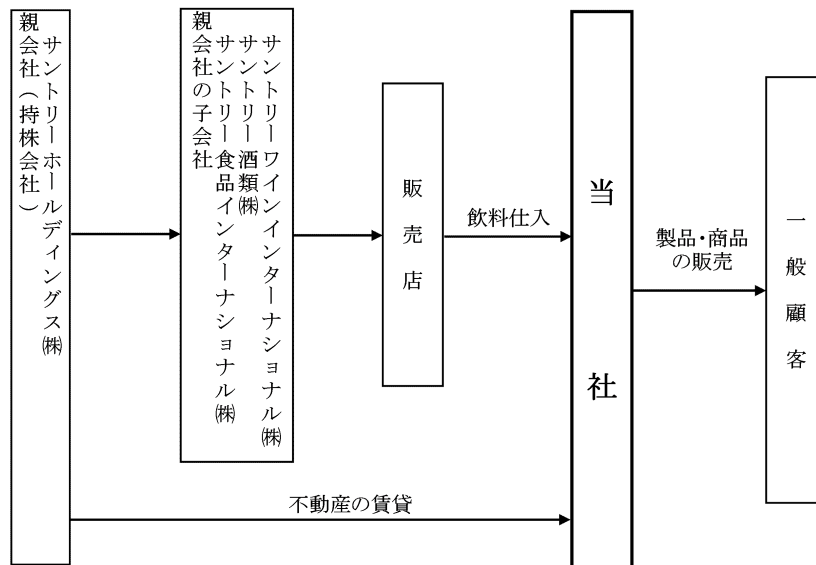 親会社(持株会社)
サントリーホールディングス㈱
親会社の子会社
サントリー食品インターナショナル㈱
サントリー酒類㈱
サントリーワインインターナショナル㈱
販売店
飲料仕入
当社
製品・商品
の販売
一般顧客
不動産の賃貸